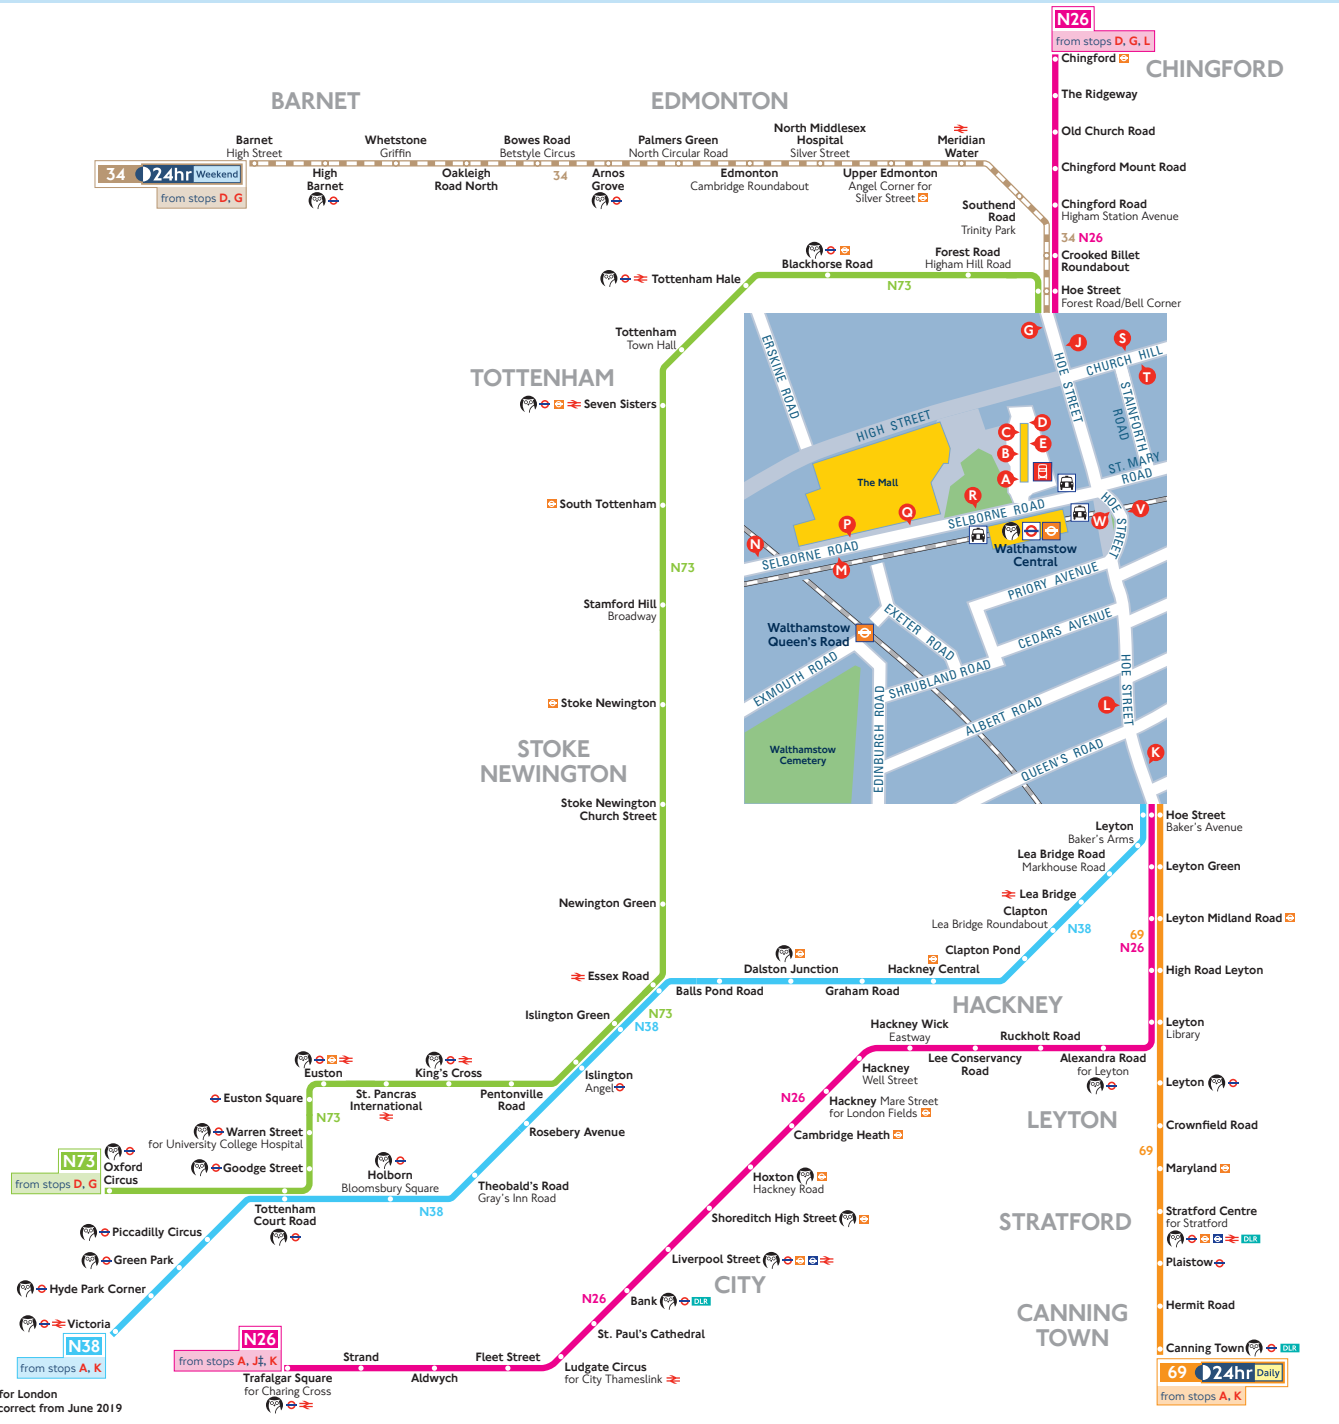 N26
from stops D, G, L
Chingford
CHINGFORD
The Ridgeway
Old Church Road
Chingford Mount Road
Chingford Road
Higham Station Avenue
34 N26
Crooked Billet
Roundabout
Hoe Street
Forest Road/Bell Corner
BARNET
EDMONTON
34 24hr Weekend
from stops D, G
Barnet
High Street
High
Barnet
Whetstone
Griffin
Oakleigh
Road North
Bowes Road
Betstyle Circus
34
Arnos
Grove
Palmers Green
North Circular Road
Edmonton
Cambridge Roundabout
North Middlesex
Hospital
Silver Street
Upper Edmonton
Angel Corner for
Silver Street
Meridian
Water
Southend
Road
Trinity Park
Forest Road
Higham Hill Road
Blackhorse Road
N73
Tottenham Hale
Tottenham
Town Hall
TOTTENHAM
Seven Sisters
South Tottenham
N73
Stamford Hill
Broadway
Stoke Newington
STOKE
NEWINGTON
Stoke Newington
Church Street
Newington Green
Essex Road
Islington Green
N73
N38
Islington
Angel
Pentonville
Road
King's Cross
St. Pancras
International
Euston
Euston Square
N73
Warren Street
for University College Hospital
Goodge Street
N73
from stops D, G
Oxford
Circus
Tottenham
Court Road
ERSKINE ROAD
HIGH STREET
HOE STREET
CHURCH HILL
STAINFORTH
ROAD
ST. MARY
ROAD
G
J
S
T
C
D
B
E
A
R
Q
P
N
M
W
V
L
K
The Mall
SELBORNE ROAD
SELBORNE ROAD
HOE STREET
Walthamstow
Central
PRIORY AVENUE
CEDARS AVENUE
EXETER ROAD
Walthamstow
Queen's Road
EXMOUTH ROAD
SHRUBLAND ROAD
EDINBURGH ROAD
ALBERT ROAD
QUEEN'S ROAD
HOE STREET
Walthamstow
Cemetery
Leyton
Baker's Arms
Lea Bridge Road
Markhouse Road
Lea Bridge
Clapton
Lea Bridge Roundabout
N38
Clapton Pond
Hackney Central
Graham Road
Dalston Junction
Balls Pond Road
HACKNEY
Rosebery Avenue
Theobald's Road
Gray's Inn Road
N38
Holborn
Bloomsbury Square
Piccadilly Circus
Green Park
Hyde Park Corner
Victoria
N38
from stops A, K
Hoe Street
Baker's Avenue
Leyton Green
Leyton Midland Road
69
N26
High Road Leyton
Leyton
Library
Alexandra Road
for Leyton
Ruckholt Road
Lee Conservancy
Road
Hackney Wick
Eastway
Hackney
Well Street
N26
Hackney Mare Street
for London Fields
Cambridge Heath
Hoxton
Hackney Road
Shoreditch High Street
Liverpool Street
CITY
N26
Bank DLR
St. Paul's Cathedral
Ludgate Circus
for City Thameslink
Fleet Street
Aldwych
Strand
N26
from stops A, J‡, K
Trafalgar Square
for Charing Cross
Leyton
LEYTON
Crownfield Road
69
Maryland
STRATFORD
Stratford Centre
for Stratford
DLR
Plaistow
Hermit Road
CANNING
TOWN
Canning Town DLR
69 24hr Daily
from stops A, K
for London
correct from June 2019